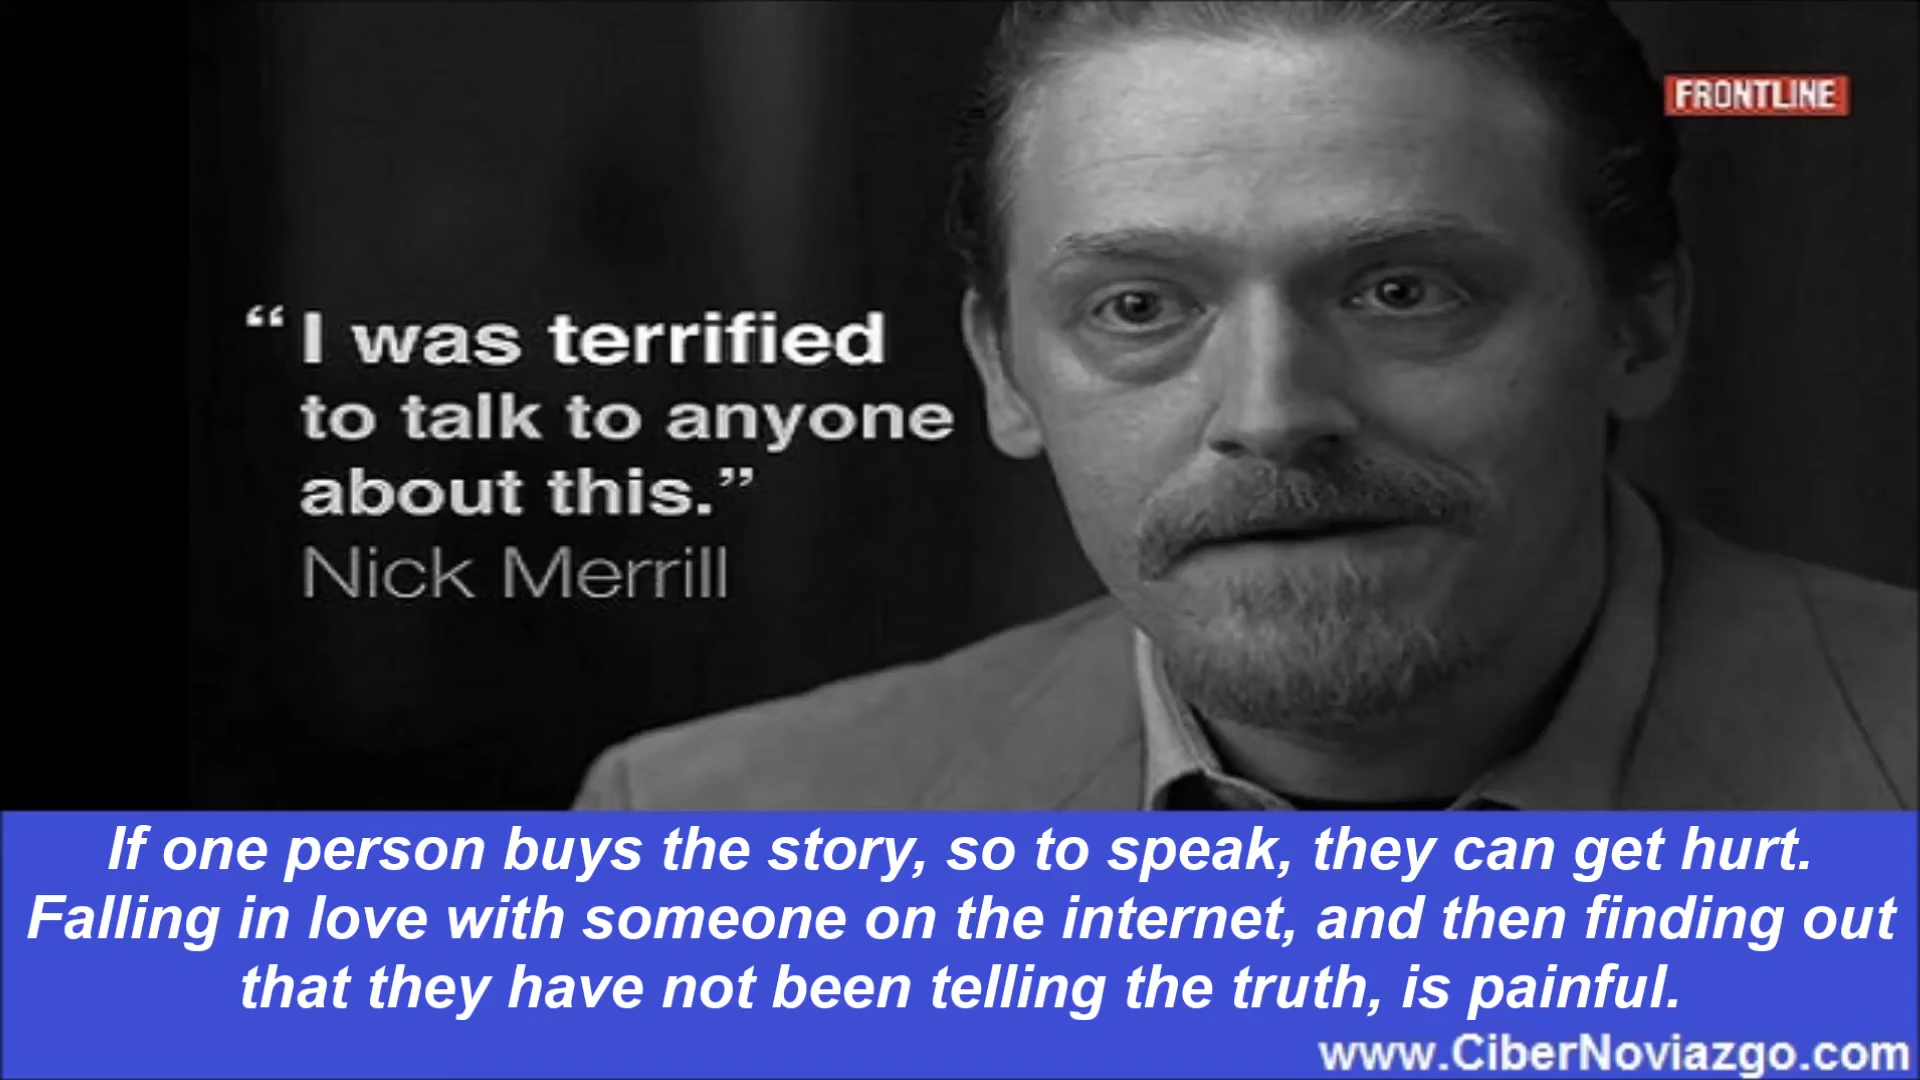 FRONTLINE
“I was terrified
to talk to anyone
about this.”
Nick Merrill
If one person buys the story, so to speak, they can get hurt.
Falling in love with someone on the internet, and then finding out
that they have not been telling the truth, is painful.
www.CiberNoviazgo.com